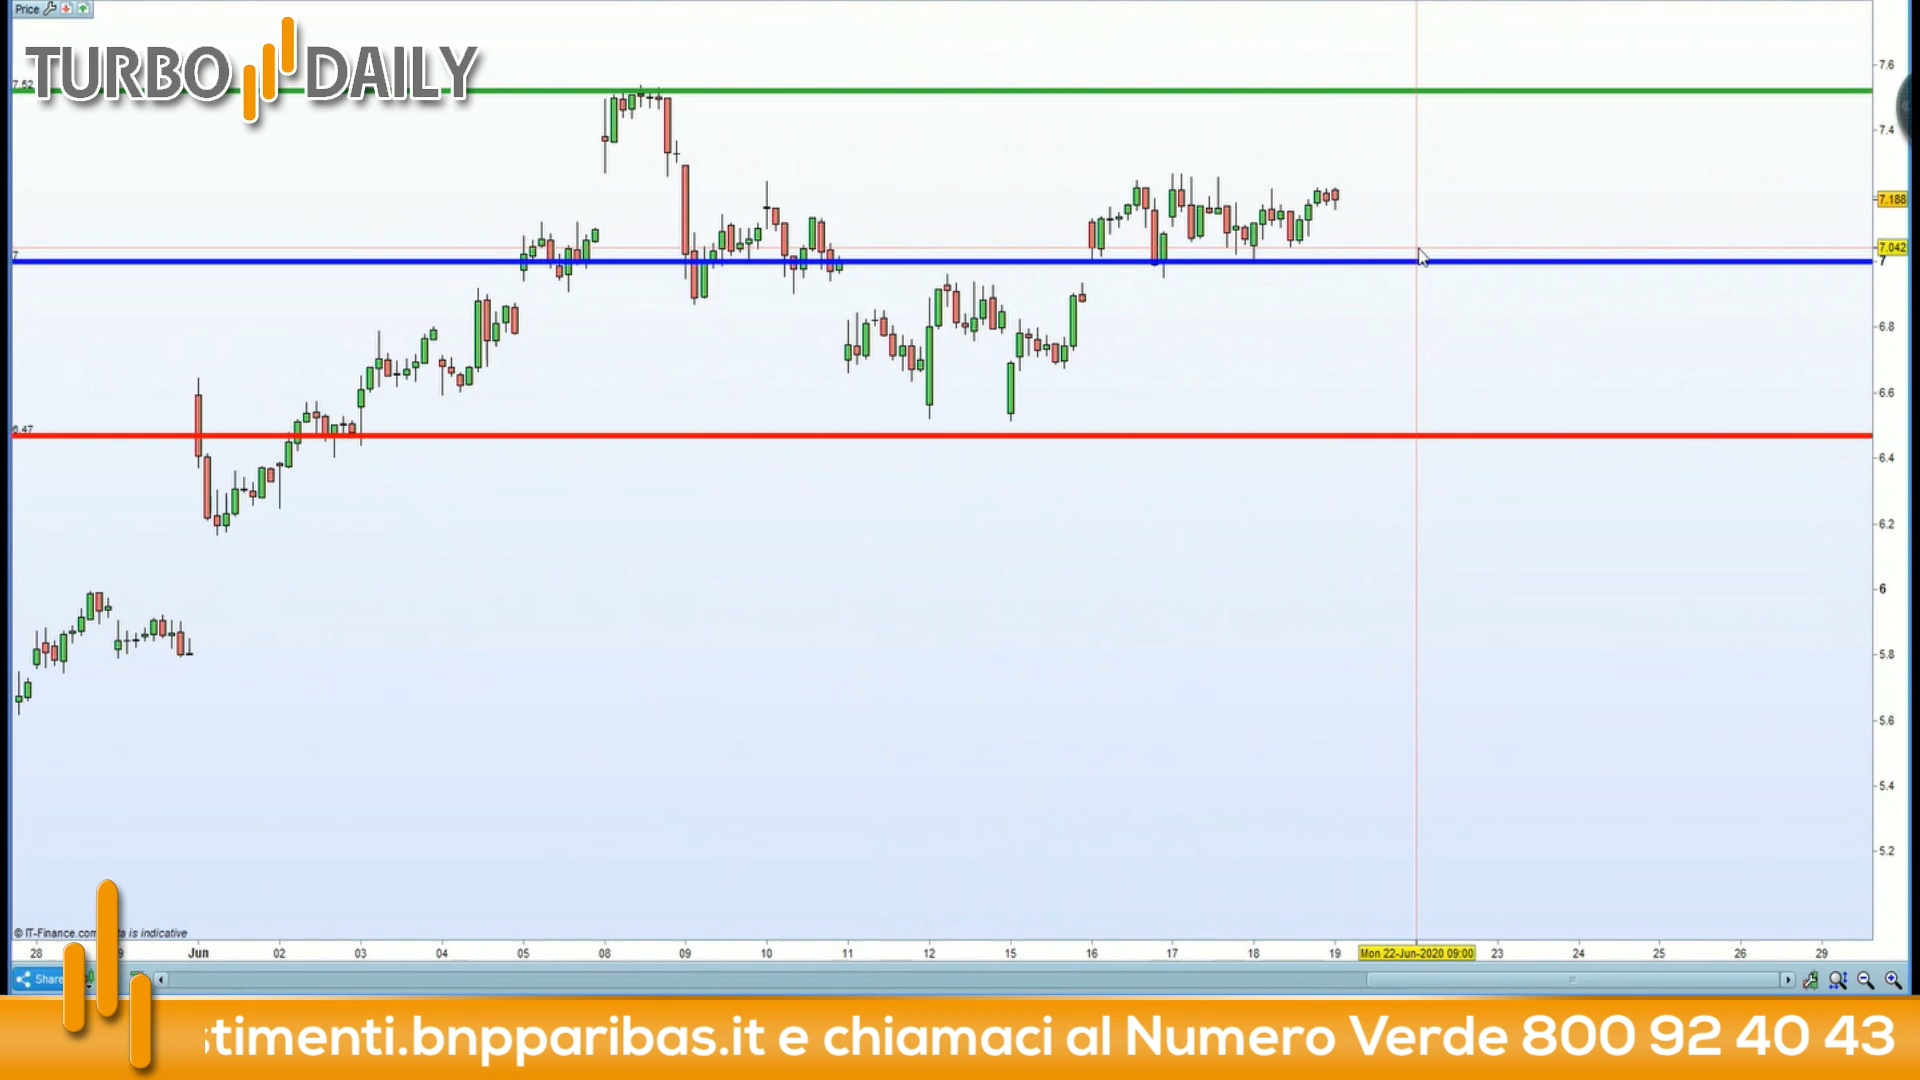 Price
TURBO DAILY
7.52
7.6
7.4
7.188
7.042
7
7
6.8
6.6
6.47
6.4
6.2
6
5.8
5.6
5.4
5.2
© IT-Finance.com
is indicative
28 Jun 02 03 04 05 08 09 10 11 12 15 16 17 18 19 Mon 22-Jun-2020 09:00 23 24 25 26 29
Share
stimenti.bnpparibas.it e chiamaci al Numero Verde 800 92 40 43